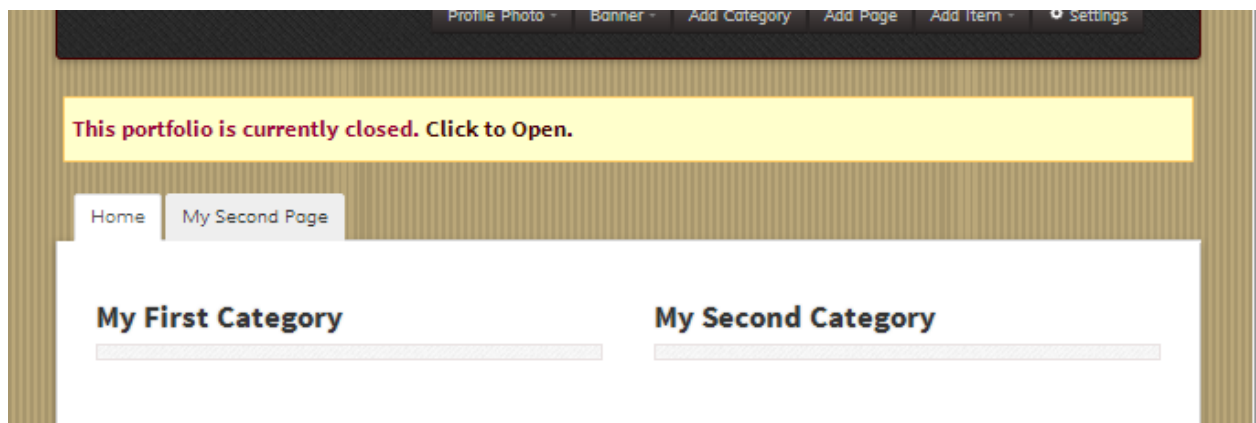 Profile Photo Banner Add Category Add Page Add Item Settings
This portfolio is currently closed. Click to Open.
Home My Second Page
My First Category My Second Category